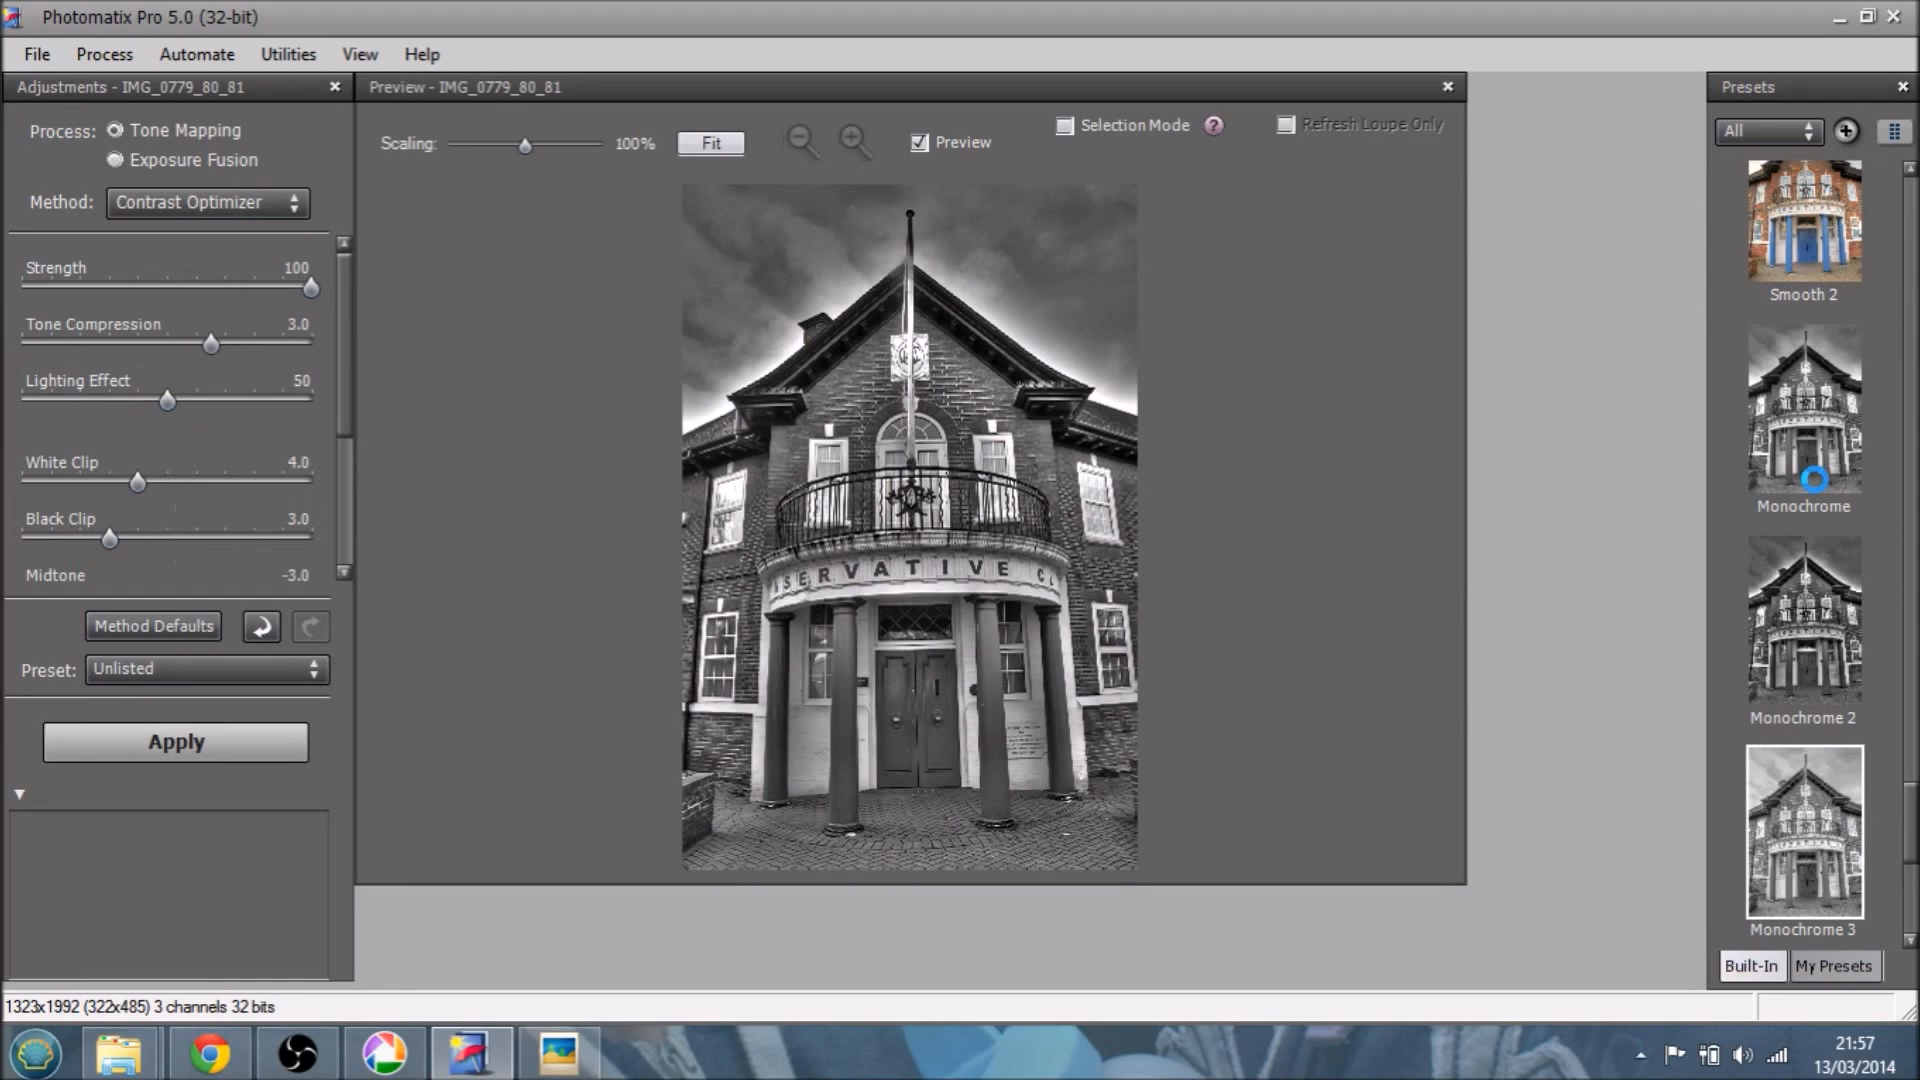 Photomatix Pro 5.0 (32-bit)
File Process Automate Utilities View Help
Adjustments - IMG_0779_80_81
Process: Tone Mapping
Exposure Fusion
Method: Contrast Optimizer
Strength 100
Tone Compression 3.0
Lighting Effect 50
White Clip 4.0
Black Clip 3.0
Midtone -3.0
Method Defaults
Preset: Unlisted
Apply
Preview - IMG_0779_80_81
Scaling: 100% Fit Preview Selection Mode ? Refresh Loupe Only
SERVATIVE C
Presets
All
Smooth 2
Monochrome
Monochrome 2
Monochrome 3
Built-In My Presets
1323x1992 (322x485) 3 channels 32 bits
21:57
13/03/2014